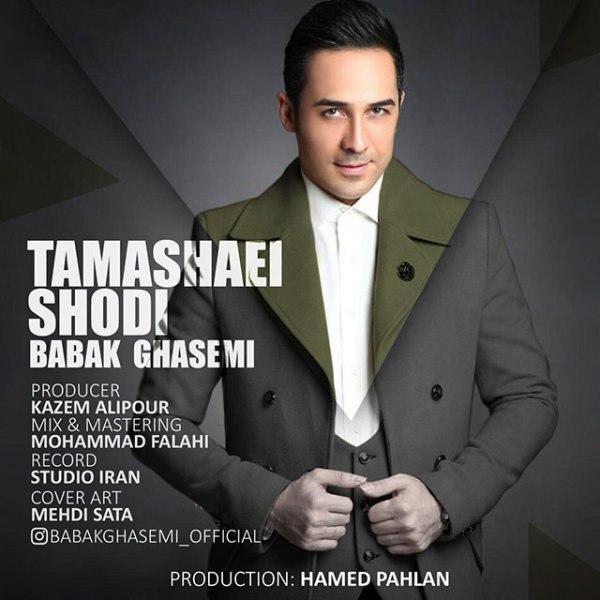 TAMASHAEI
SHODI
BABAK GHASEMI
PRODUCER
KAZEM ALIPOUR
MIX & MASTERING
MOHAMMAD FALAHI
RECORD
STUDIO IRAN
COVER ART
MEHDI SATA
BABAKGHASEMI_OFFICIAL
PRODUCTION: HAMED PAHLAN